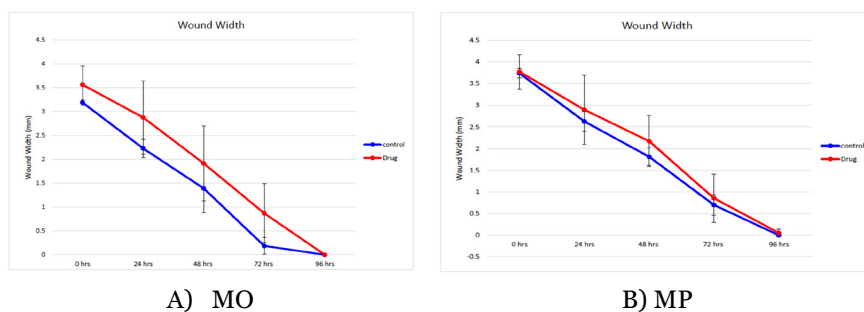 Wound Width
4.5
4
3.5
3
2.5
2
1.5
1
0.5
0
Wound Width (mm)
0 hrs 24 hrs 48 hrs 72 hrs 96 hrs
control
Drug
A) MO
Wound Width
4.5
4
3.5
3
2.5
2
1.5
1
0.5
0
-0.5
Wound Width (mm)
0 hrs 24 hrs 48 hrs 72 hrs 96 hrs
control
Drug
B) MP